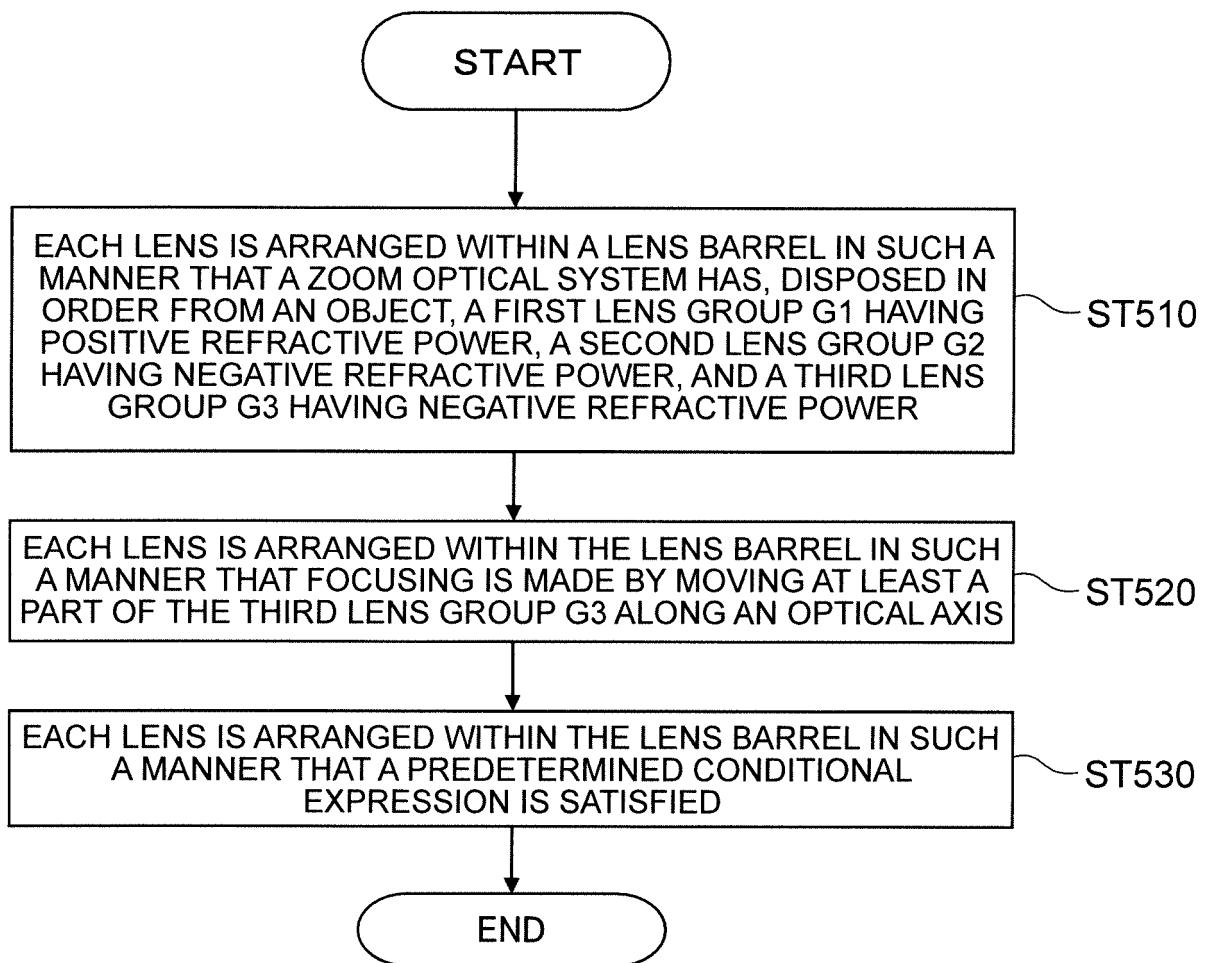 START
EACH LENS IS ARRANGED WITHIN A LENS BARREL IN SUCH A
MANNER THAT A ZOOM OPTICAL SYSTEM HAS, DISPOSED IN
ORDER FROM AN OBJECT, A FIRST LENS GROUP G1 HAVING
POSITIVE REFRACTIVE POWER, A SECOND LENS GROUP G2
HAVING NEGATIVE REFRACTIVE POWER, AND A THIRD LENS
GROUP G3 HAVING NEGATIVE REFRACTIVE POWER
ST510
EACH LENS IS ARRANGED WITHIN THE LENS BARREL IN SUCH
A MANNER THAT FOCUSING IS MADE BY MOVING AT LEAST A
PART OF THE THIRD LENS GROUP G3 ALONG AN OPTICAL AXIS
ST520
EACH LENS IS ARRANGED WITHIN THE LENS BARREL IN SUCH
A MANNER THAT A PREDETERMINED CONDITIONAL
EXPRESSION IS SATISFIED
ST530
END